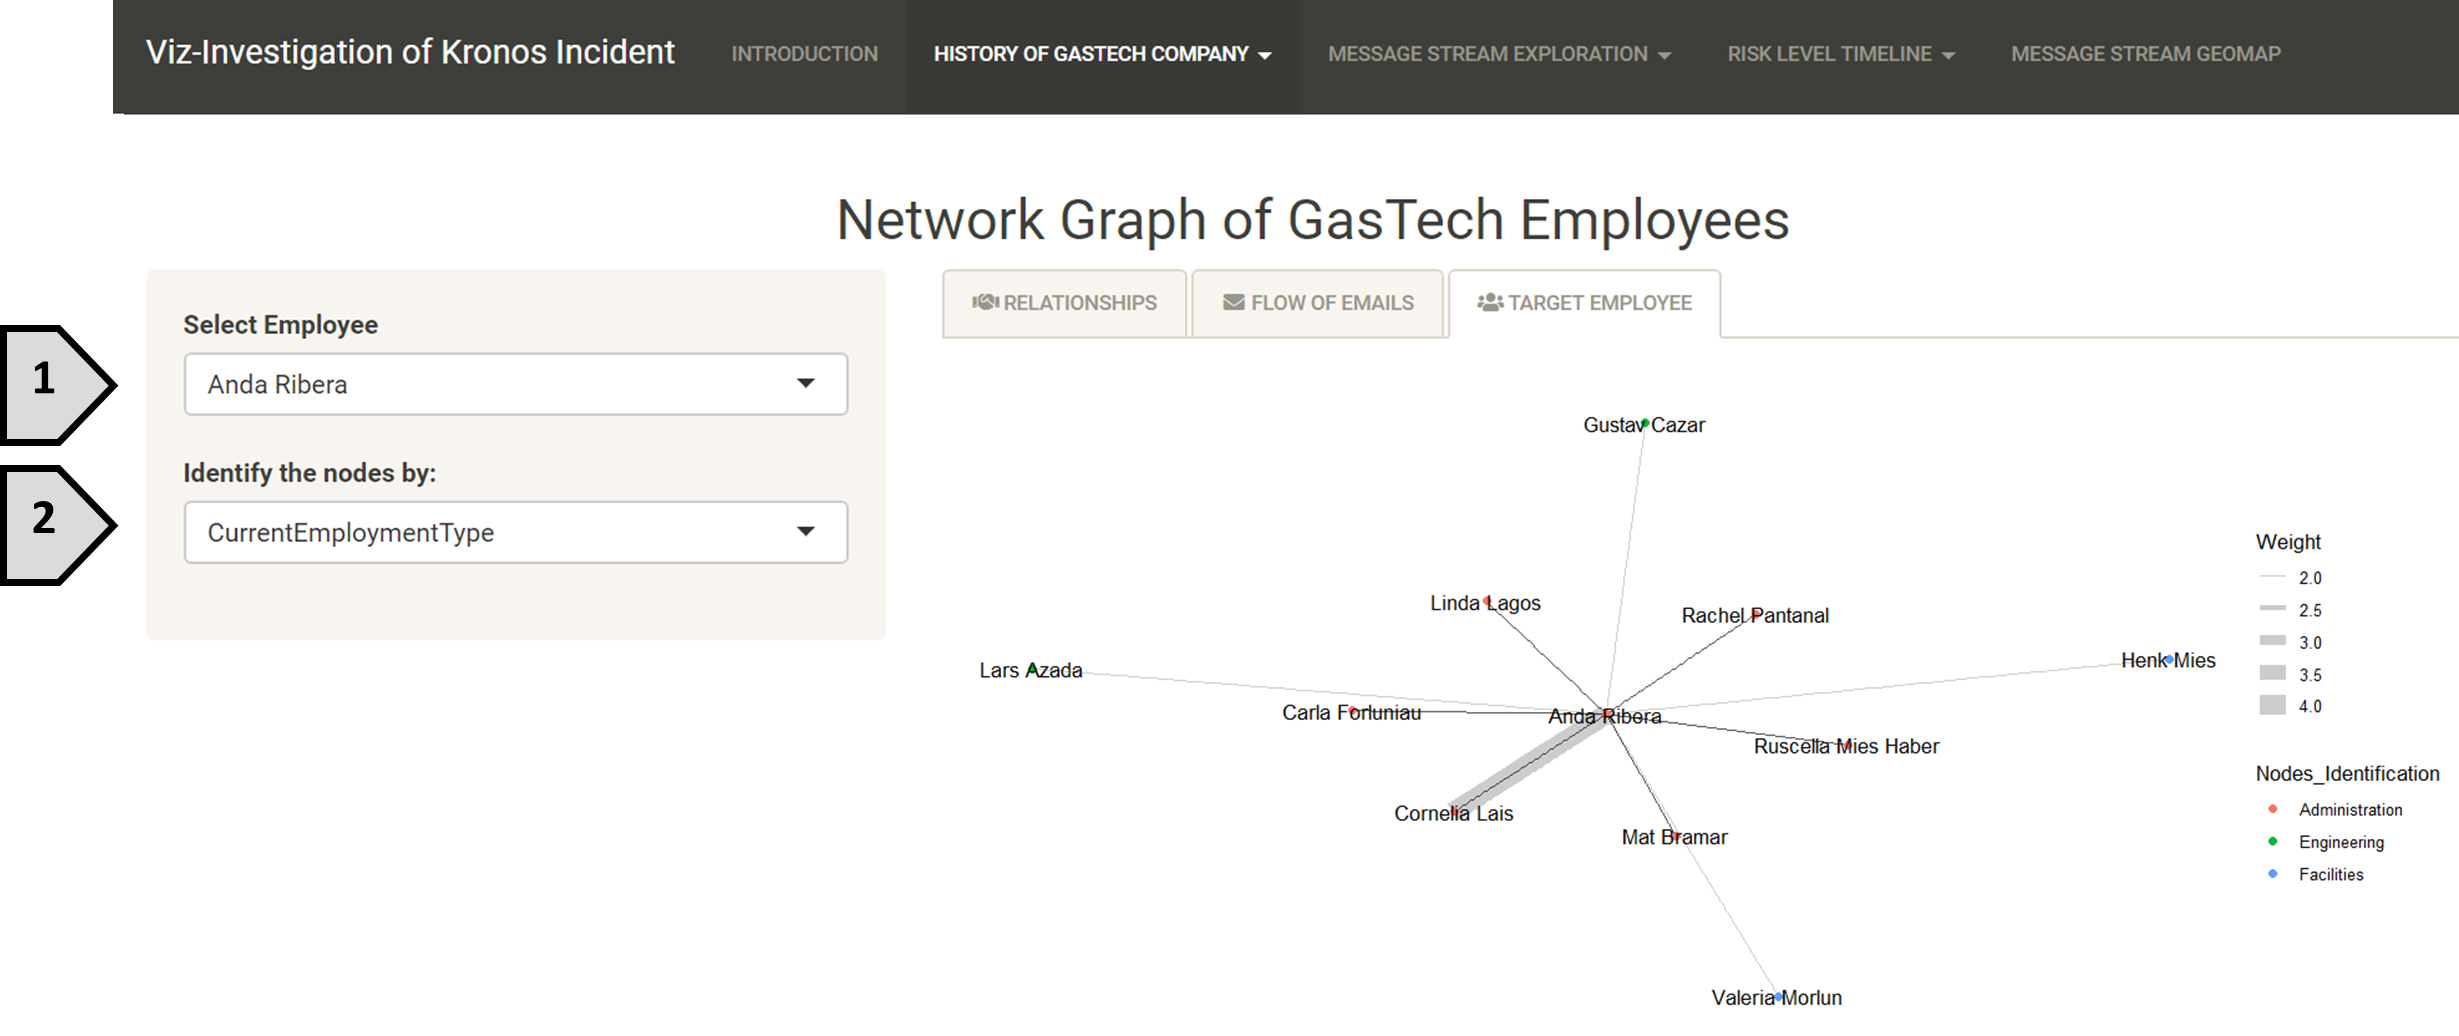 Viz-Investigation of Kronos Incident INTRODUCTION HISTORY OF GASTECH COMPANY MESSAGE STREAM EXPLORATION RISK LEVEL TIMELINE MESSAGE STREAM GEOMAP
Network Graph of GasTech Employees
RELATIONSHIPS FLOW OF EMAILS TARGET EMPLOYEE
1
Select Employee
Anda Ribera
2
Identify the nodes by:
CurrentEmploymentType
Gustav Cazar
Linda Lagos
Rachel Pantanal
Lars Azada
Henk Mies
Carla Forluniau
Anda Ribera
Ruscella Mies Haber
Cornelia Lais
Mat Bramar
Valeria Morlun
Weight
2.0
2.5
3.0
3.5
4.0
Nodes_Identification
Administration
Engineering
Facilities